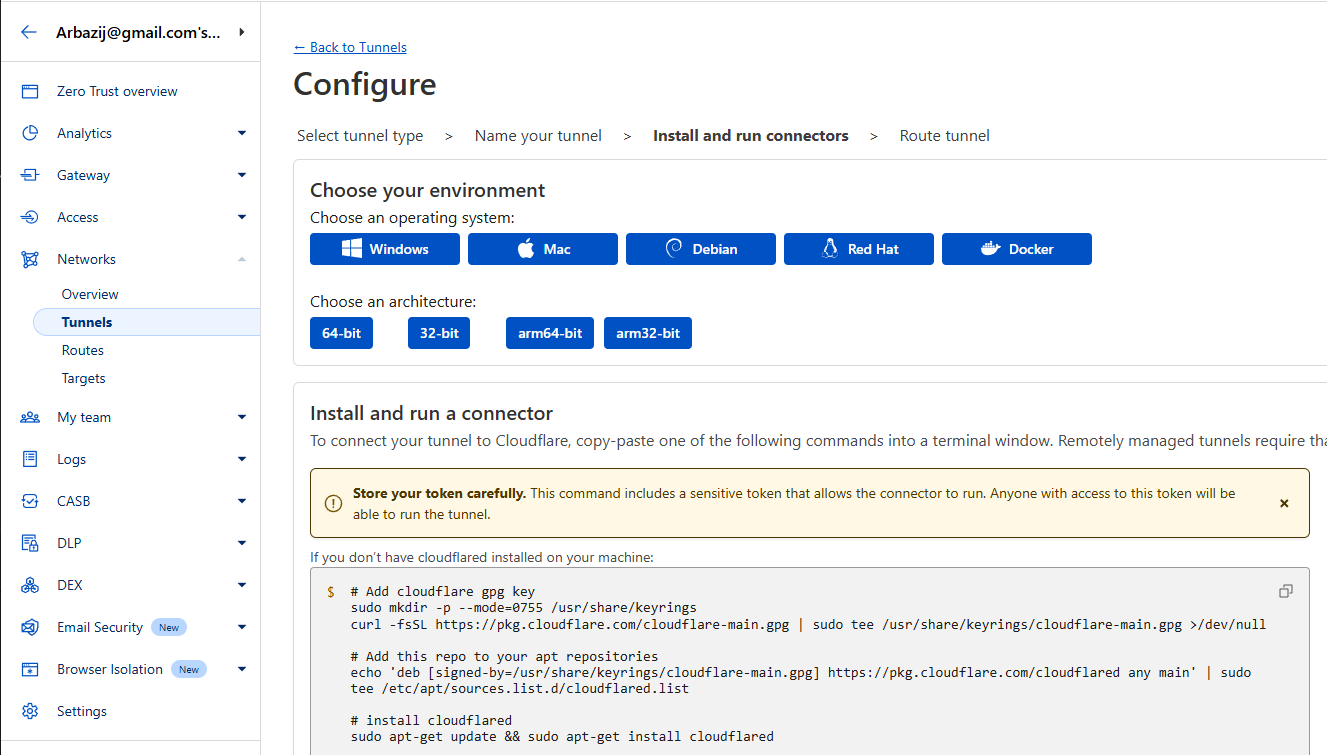 Arbazij@gmail.com's...
Zero Trust overview
Analytics
Gateway
Access
Networks
Overview
Tunnels
Routes
Targets
My team
Logs
CASB
DLP
DEX
Email Security New
Browser Isolation New
Settings
← Back to Tunnels
Configure
Select tunnel type > Name your tunnel > Install and run connectors > Route tunnel
Choose your environment
Choose an operating system:
Windows Mac Debian Red Hat Docker
Choose an architecture:
64-bit 32-bit arm64-bit arm32-bit
Install and run a connector
To connect your tunnel to Cloudflare, copy-paste one of the following commands into a terminal window. Remotely managed tunnels require
Store your token carefully. This command includes a sensitive token that allows the connector to run. Anyone with access to this token will be
able to run the tunnel.
If you don't have cloudflared installed on your machine:
$ # Add cloudflare gpg key
sudo mkdir -p --mode=0755 /usr/share/keyrings
curl -fsSL https://pkg.cloudflare.com/cloudflare-main.gpg | sudo tee /usr/share/keyrings/cloudflare-main.gpg >/dev/null
# Add this repo to your apt repositories
echo 'deb [signed-by=/usr/share/keyrings/cloudflare-main.gpg] https://pkg.cloudflare.com/cloudflared any main' | sudo
tee /etc/apt/sources.list.d/cloudflared.list
# install cloudflared
sudo apt-get update && sudo apt-get install cloudflared